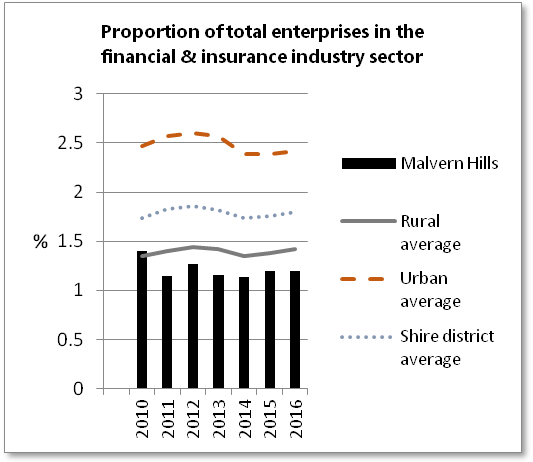 Proportion of total enterprises in the
financial & insurance industry sector
3
2.5
2
1.5
1
0.5
0
%
2010
2011
2012
2013
2014
2015
2016
Malvern Hills
Rural
average
Urban
average
Shire district
average